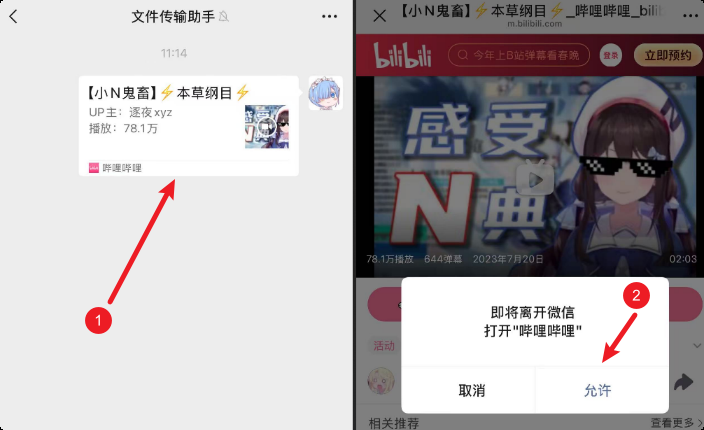 文件传输助手
11:14
【小N鬼畜】⚡本草纲目⚡
UP主：逐夜xyz
播放：78.1万
哔哩哔哩
1
【小N鬼畜】⚡本草纲目⚡_哔哩哔哩_bili
m.bilibili.com
bilibili
今年上B站弹幕看春晚
登录
立即预约
感受
N典
78.1万播放 644弹幕 2023年7月20日
02:03
2
即将离开微信
打开"哔哩哔哩"
活动
取消
允许
相关推荐
查看更多